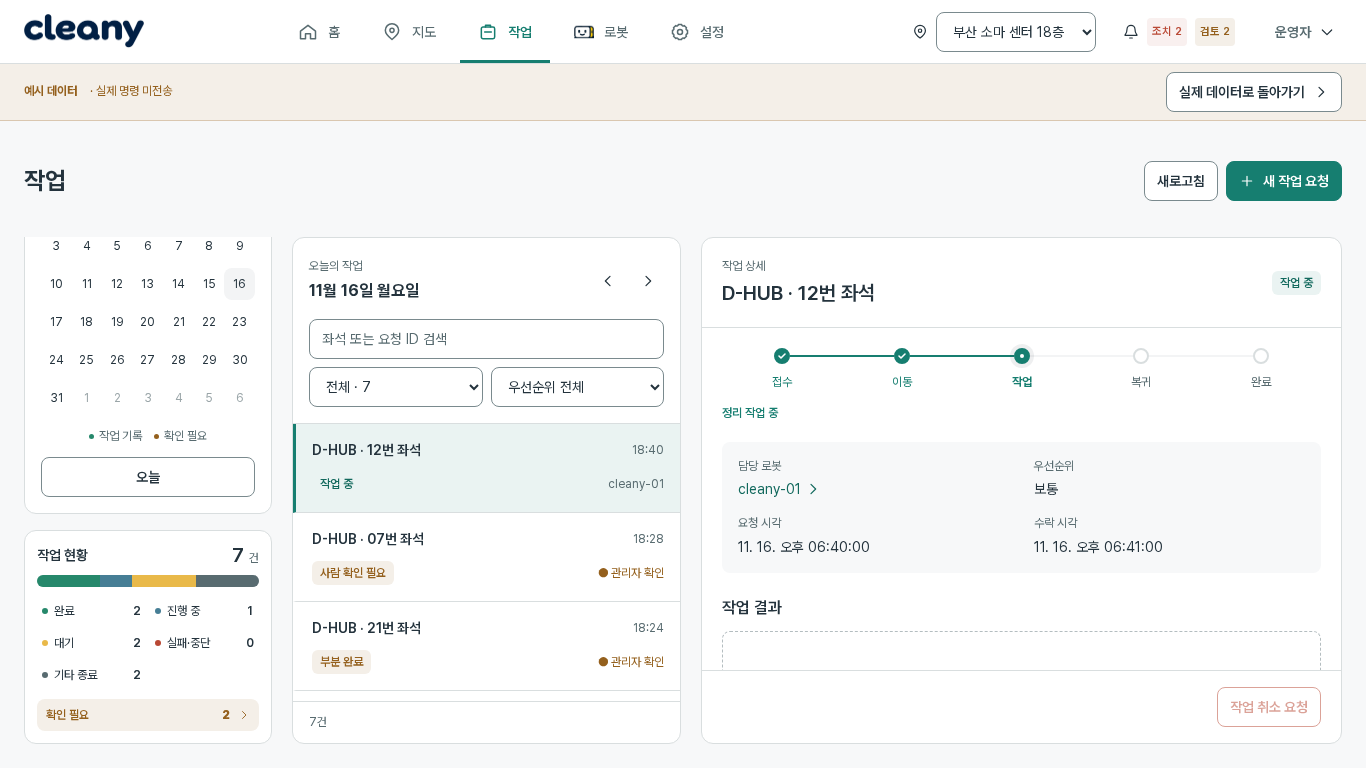 cleany
홈
지도
작업
로봇
설정
부산 소마 센터 18층
조치 2
검토 2
운영자
예시 데이터 · 실제 명령 미전송
실제 데이터로 돌아가기
작업
새로고침
+ 새 작업 요청
3 4 5 6 7 8 9
10 11 12 13 14 15 16
17 18 19 20 21 22 23
24 25 26 27 28 29 30
31 1 2 3 4 5 6
작업 기록 확인 필요
오늘
작업 현황 7 건
완료 2 진행 중 1
대기 2 실패·중단 0
기타 종료 2
확인 필요 2
오늘의 작업
11월 16일 월요일
좌석 또는 요청 ID 검색
전체 · 7
우선순위 전체
D-HUB · 12번 좌석 18:40
작업 중 cleany-01
D-HUB · 07번 좌석 18:28
사람 확인 필요 관리자 확인
D-HUB · 21번 좌석 18:24
부분 완료 관리자 확인
7건
작업 상세
D-HUB · 12번 좌석
작업 중
접수 이동 작업 복귀 완료
정리 작업 중
담당 로봇 우선순위
cleany-01 보통
요청 시각 수락 시각
11. 16. 오후 06:40:00 11. 16. 오후 06:41:00
작업 결과
작업 취소 요청